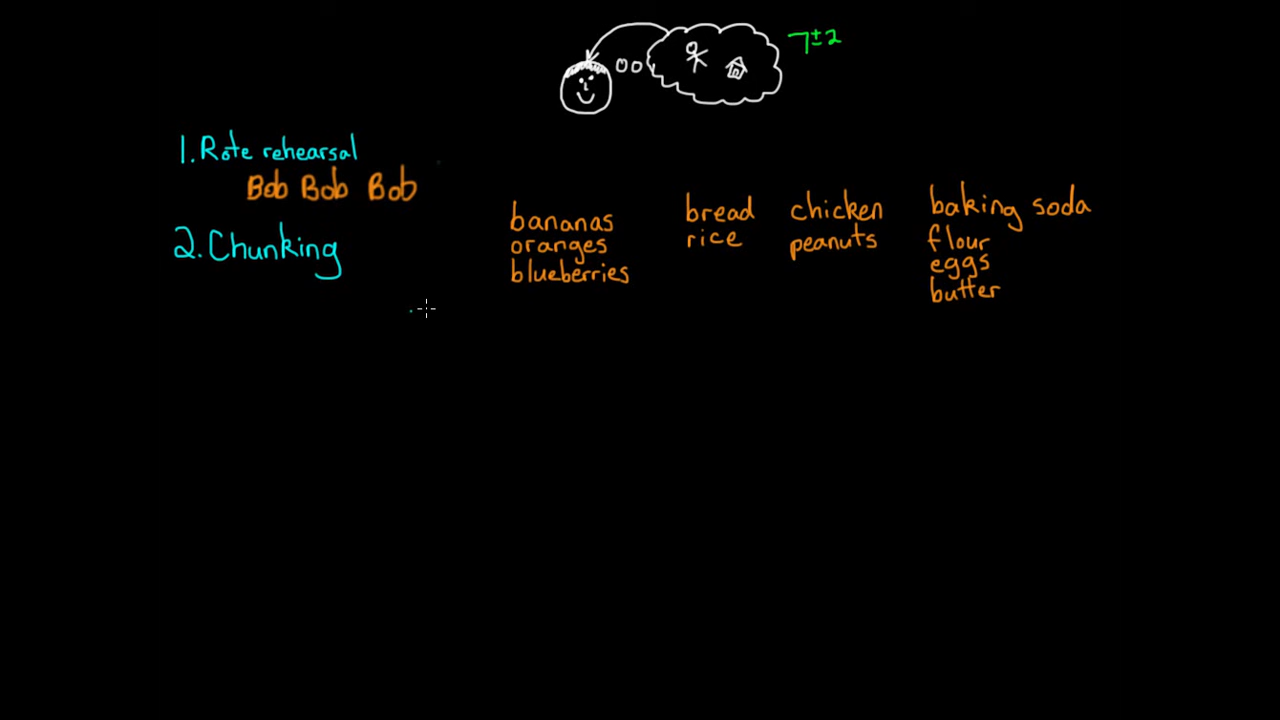 7±2
1. Rote rehearsal
Bob Bob Bob
2. Chunking
bananas
oranges
blueberries
bread
rice
chicken
peanuts
baking soda
flour
eggs
butter